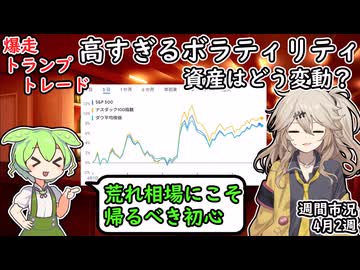 爆走
トランプ
トレード
高すぎるボラティリティ
資産はどう変動？
5日
S&P 500
ナスダック100指数
ダウ平均株価
荒れ相場にこそ
帰るべき初心
週間市況
4月2週